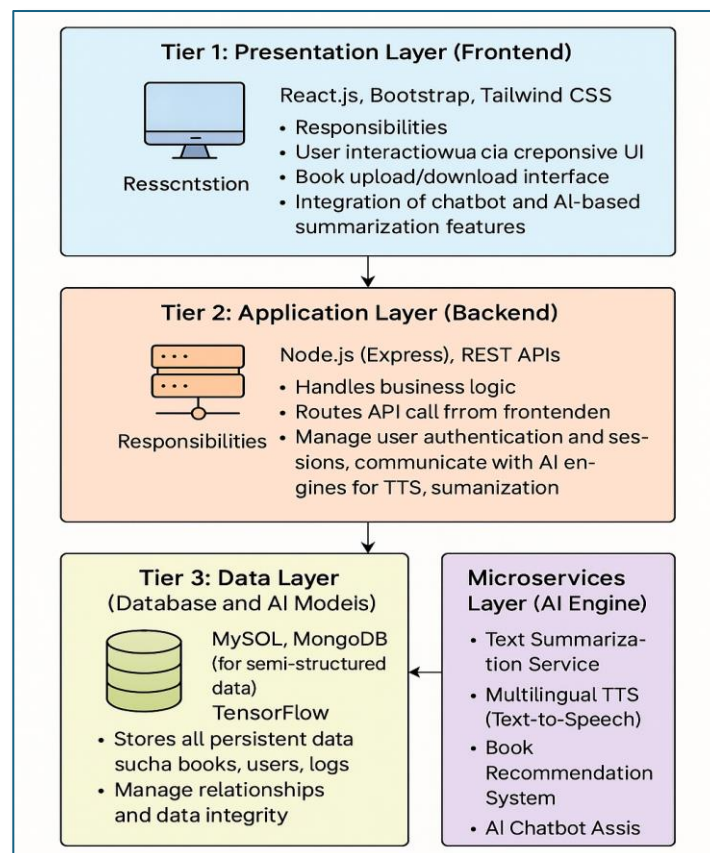 Tier 1: Presentation Layer (Frontend)
React.js, Bootstrap, Tailwind CSS
• Responsibilities
• User interactiowua cia creponsive UI
• Book upload/download interface
• Integration of chatbot and AI-based
summarization features
Resscntstion
Tier 2: Application Layer (Backend)
Node.js (Express), REST APIs
• Handles business logic
• Routes API call frrom frontenden
• Manage user authentication and ses-
sions, communicate with AI en-
gines for TTS, sumanization
Responsibilities
Tier 3: Data Layer
(Database and AI Modeis)
MySOL, MongoDB
(for semi-structured
data)
TensorFlow
• Stores all persistent data
sucha books, users, logs
• Manage relationships
and data integrity
Microservices
Layer (AI Engine)
• Text Summariza-
tion Service
• Multilingual TTS
(Text-to-Speech)
• Book
Recommendation
System
• AI Chatbot Assis